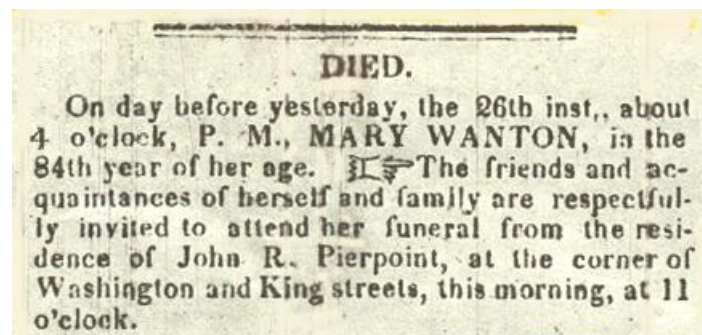 DIED.
On day before yesterday, the 26th inst,, about
4 o'clock, P. M., MARY WANTON, in the
84th year of her age. ☞The friends and ac-
quaintances of herself and family are respectful-
ly invited to attend her funeral from the resi-
dence of John R. Pierpoint, at the corner of
Washington and King streets, this morning, at 11
o'clock.